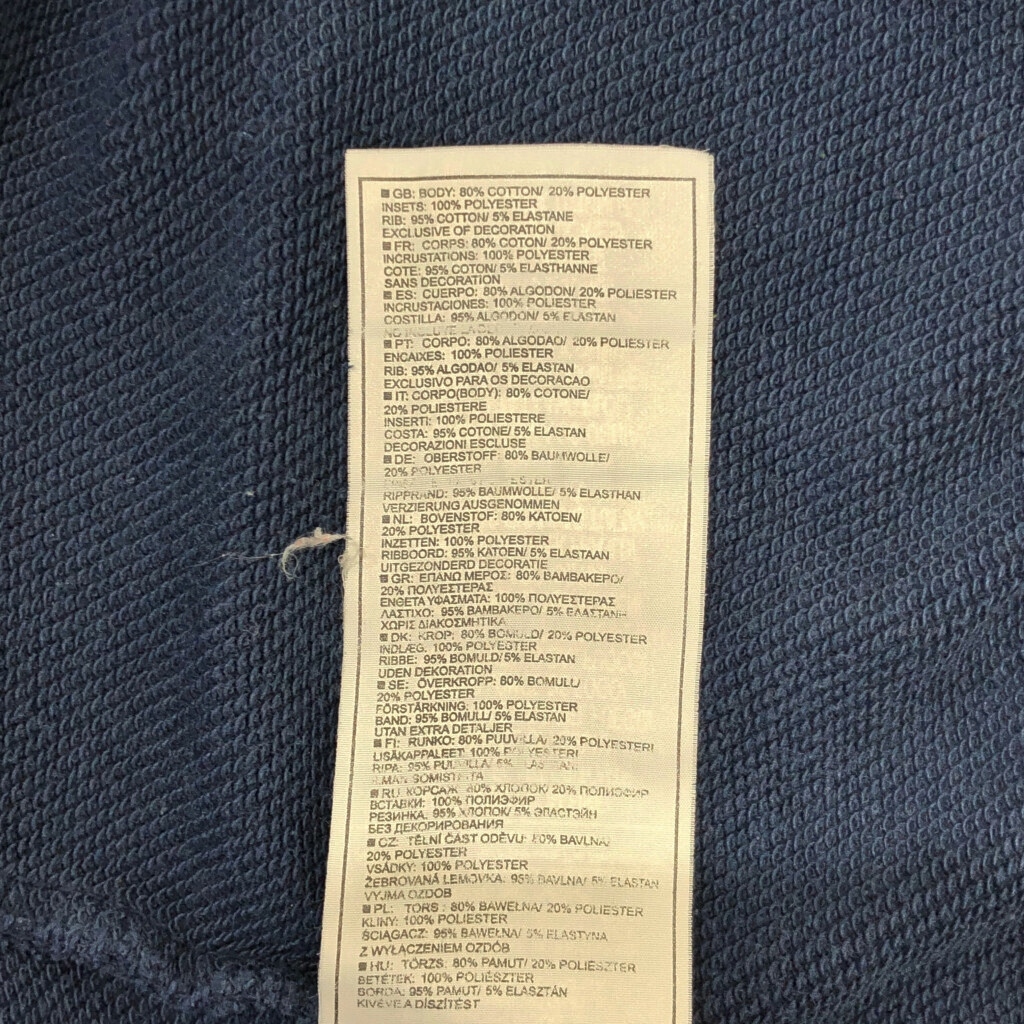 ■ GB: BODY: 80% COTTON/ 20% POLYESTER
INSETS: 100% POLYESTER
RIB: 95% COTTON/ 5% ELASTANE
EXCLUSIVE OF DECORATION
■ FR: CORPS: 80% COTON/ 20% POLYESTER
INCRUSTATIONS: 100% POLYESTER
COTE: 95% COTON/ 5% ELASTHANNE
SANS DECORATION
■ ES: CUERPO: 80% ALGODON/ 20% POLIESTER
INCRUSTACIONES: 100% POLIESTER
COSTILLA: 95% ALGODON/ 5% ELASTAN
NO INCLUYE
■ PT: CORPO: 80% ALGODAO/ 20% POLIESTER
ENCAIXES: 100% POLIESTER
RIB: 95% ALGODAO/ 5% ELASTAN
EXCLUSIVO PARA OS DECORACAO
■ IT: CORPO(BODY): 80% COTONE/
20% POLIESTERE
INSERTI: 100% POLIESTERE
COSTA: 95% COTONE/ 5% ELASTAN
DECORAZIONI ESCLUSE
■ DE: OBERSTOFF: 80% BAUMWOLLE/
20% POLYESTER
RIPPRAND: 95% BAUMWOLLE/ 5% ELASTHAN
VERZIERUNG AUSGENOMMEN
■ NL: BOVENSTOF: 80% KATOEN/
20% POLYESTER
INZETTEN: 100% POLYESTER
RIBBOORD: 95% KATOEN/ 5% ELASTAAN
UITGEZONDERD DECORATIE
■ GR: ΕΠΑΝΩ ΜΕΡΟΣ: 80% ΒΑΜΒΑΚΕΡΟ/
20% ΠΟΛΥΕΣΤΕΡΑΣ
ΕΝΘΕΤΑ ΥΦΑΣΜΑΤΑ: 100% ΠΟΛΥΕΣΤΕΡΑΣ
ΛΑΣΤΙΧΟ: 95% ΒΑΜΒΑΚΕΡΟ/ 5% ΕΛΑΣΤΑΝΗ
ΧΩΡΙΣ ΔΙΑΚΟΣΜΗΤΙΚΑ
■ DK: KROP: 80% BOMULD/ 20% POLYESTER
INDLÆG. 100% POLYESTER
RIBBE: 95% BOMULD/ 5% ELASTAN
UDEN DEKORATION
■ SE: ÖVERKROPP: 80% BOMULL/
20% POLYESTER
FÖRSTÄRKNING: 100% POLYESTER
BAND: 95% BOMULL/ 5% ELASTAN
UTAN EXTRA DETALJER
■ FI: RUNKO: 80% PUUVILLA/ 20% POLYESTERI
LISÄKAPPALEET 100% POLYESTERI
RIPA: 95% PUUVILLA/ 5%
ILMAN SOMISTEITA
■ RU: КОРСАЖ: 80% ХЛОПОК/ 20% ПОЛИЭФИР
ВСТАВКИ: 100% ПОЛИЭФИР
РЕЗИНКА. 95% ХЛОПОК/ 5% ЭЛАСТЭЙН
БЕЗ ДЕКОРИРОВАНИЯ
■ CZ: TĚLNÍ ČÁST ODĚVU: 80% BAVLNA/
20% POLYESTER
VSÁDKY: 100% POLYESTER
ŽEBROVANÁ LEMOVKA: 95% BAVLNA/ 5% ELASTAN
VYJMA OZDOB
■ PL: TORS : 80% BAWEŁNA/ 20% POLIESTER
KLINY: 100% POLIESTER
ŚCIĄGACZ: 95% BAWEŁNA/ 5% ELASTYNA
Z WYŁĄCZENIEM OZDÓB
■ HU: TÖRZS: 80% PAMUT/ 20% POLIÉSZTER
BETÉTEK: 100% POLIÉSZTER
BORDA: 95% PAMUT/ 5% ELASZTÁN
KIVÉVE A DÍSZÍTÉST